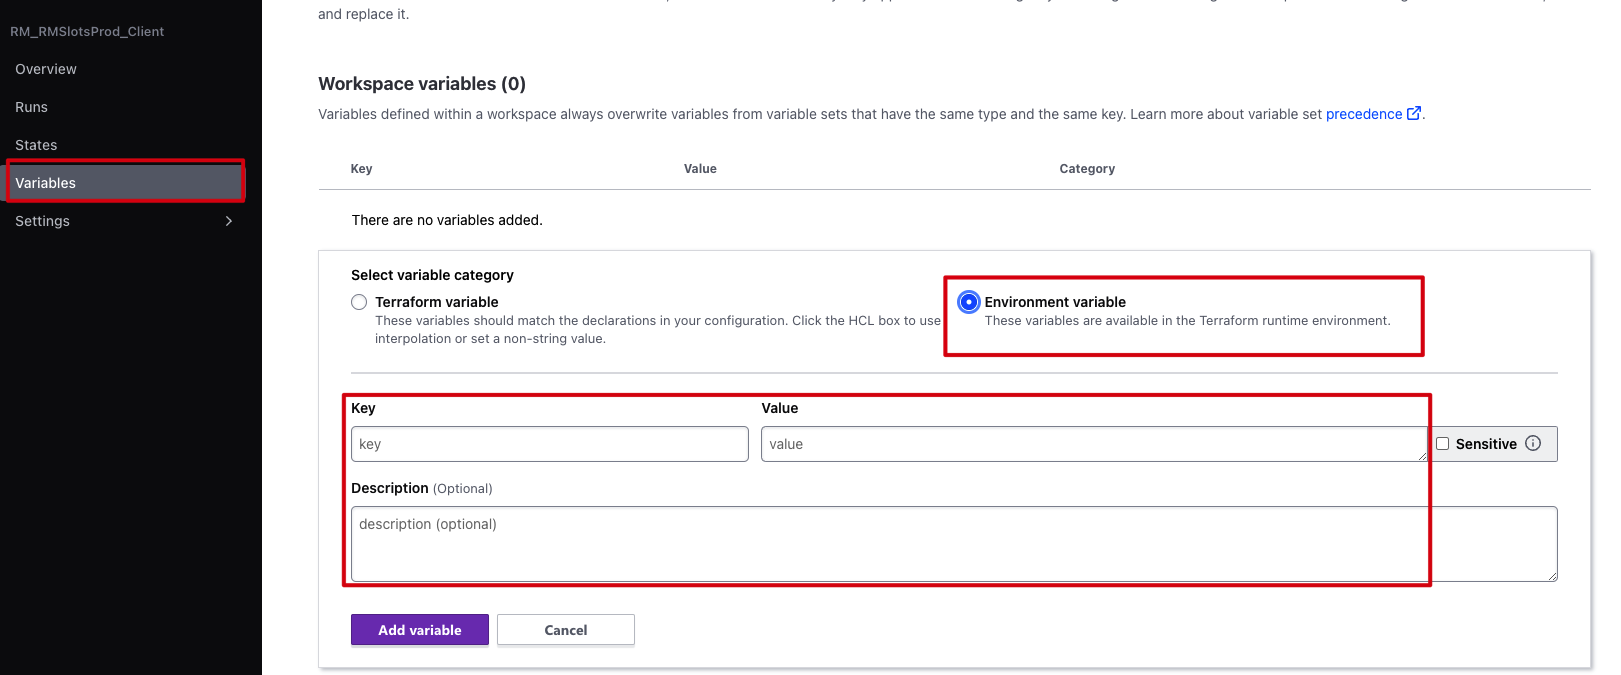 RM_RMSlotsProd_Client
Overview
Runs
States
Variables
Settings
and replace it.
Workspace variables (0)
Variables defined within a workspace always overwrite variables from variable sets that have the same type and the same key. Learn more about variable set precedence.
Key Value Category
There are no variables added.
Select variable category
Terraform variable
These variables should match the declarations in your configuration. Click the HCL box to use
interpolation or set a non-string value.
Environment variable
These variables are available in the Terraform runtime environment.
Key Value
key value Sensitive
Description (Optional)
description (optional)
Add variable Cancel